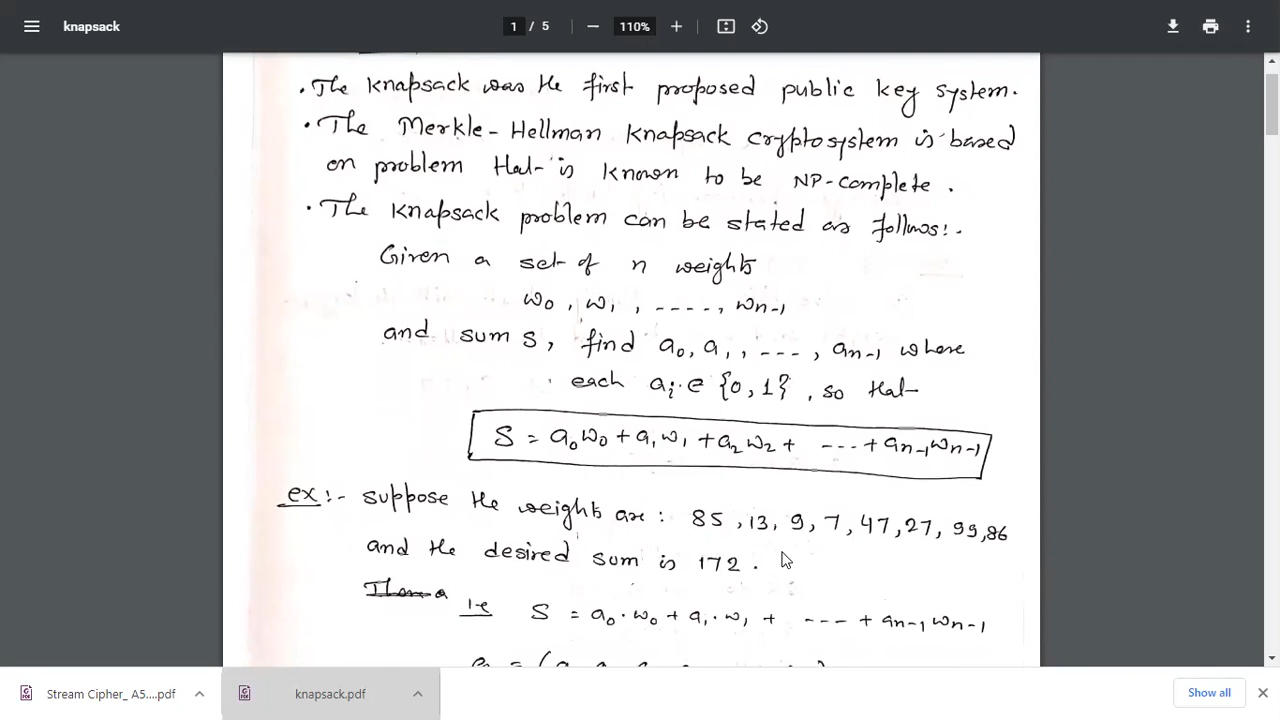 knapsack
1 / 5
110%
. The knapsack was the first proposed public key system.
. The Merkle-Hellman knapsack cryptosystem is based
on problem that is known to be NP-complete.
. The knapsack problem can be stated as follows:-
Given a set of n weights
w0, w1, -----, wn-1
and sum S, find a0, a1, ----, an-1 where
each ai ∈ {0,1}, so that
S = a0w0 + a1w1 + a2w2 + ---- + an-1wn-1
ex:- suppose the weights are: 85, 13, 9, 7, 47, 27, 99, 86
and the desired sum is 172.
i.e S = a0·w0 + a1·w1 + ---- + an-1wn-1
Stream Cipher_ A5....pdf
knapsack.pdf
Show all